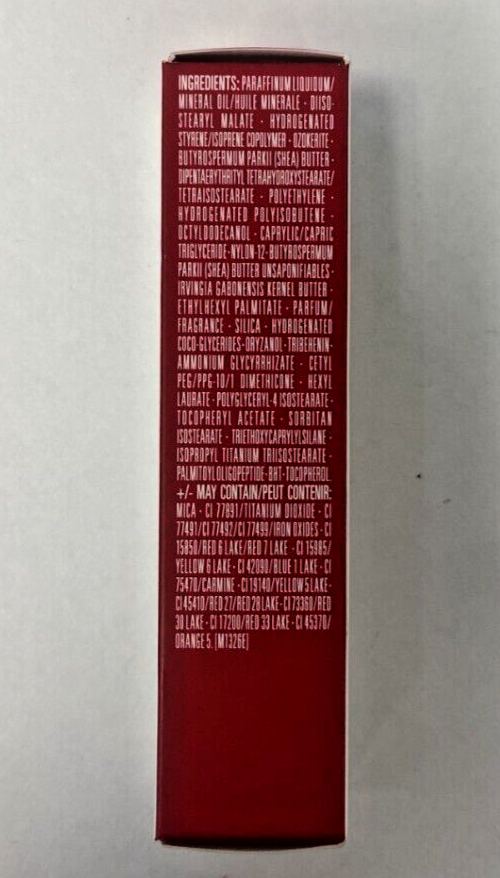 INGREDIENTS: PARAFFINUM LIQUIDUM/
MINERAL OIL/HUILE MINERALE • DIISO-
STEARYL MALATE • HYDROGENATED
STYRENE/ISOPRENE COPOLYMER • OZOKERITE •
BUTYROSPERMUM PARKII (SHEA) BUTTER •
DIPENTAERYTHRITYL TETRAHYDROXYSTEARATE/
TETRAISOSTEARATE • POLYETHYLENE •
HYDROGENATED POLYISOBUTENE •
OCTYLDODECANOL • CAPRYLIC/CAPRIC
TRIGLYCERIDE • NYLON-12 • BUTYROSPERMUM
PARKII (SHEA) BUTTER UNSAPONIFIABLES •
IRVINGIA GABONENSIS KERNEL BUTTER •
ETHYLHEXYL PALMITATE • PARFUM/
FRAGRANCE • SILICA • HYDROGENATED
COCO-GLYCERIDES • ORYZANOL • TRIBEHENIN •
AMMONIUM GLYCYRRHIZATE • CETYL
PEG/PPG-10/1 DIMETHICONE • HEXYL
LAURATE • POLYGLYCERYL-4 ISOSTEARATE •
TOCOPHERYL ACETATE • SORBITAN
ISOSTEARATE • TRIETHOXYCAPRYLYLSILANE •
ISOPROPYL TITANIUM TRIISOSTEARATE •
PALMITOYL OLIGOPEPTIDE • BHT • TOCOPHEROL.
+/- MAY CONTAIN/PEUT CONTENIR:
MICA • CI 77891/TITANIUM DIOXIDE • CI
77491/CI 77492/CI 77499/IRON OXIDES • CI
15850/RED 6 LAKE/RED 7 LAKE • CI 15985/
YELLOW 6 LAKE • CI 42090/BLUE 1 LAKE • CI
75470/CARMINE • CI 19140/YELLOW 5 LAKE •
CI 45410/RED 27/RED 28 LAKE • CI 73360/RED
30 LAKE • CI 17200/RED 33 LAKE • CI 45370/
ORANGE 5. [M1326E]